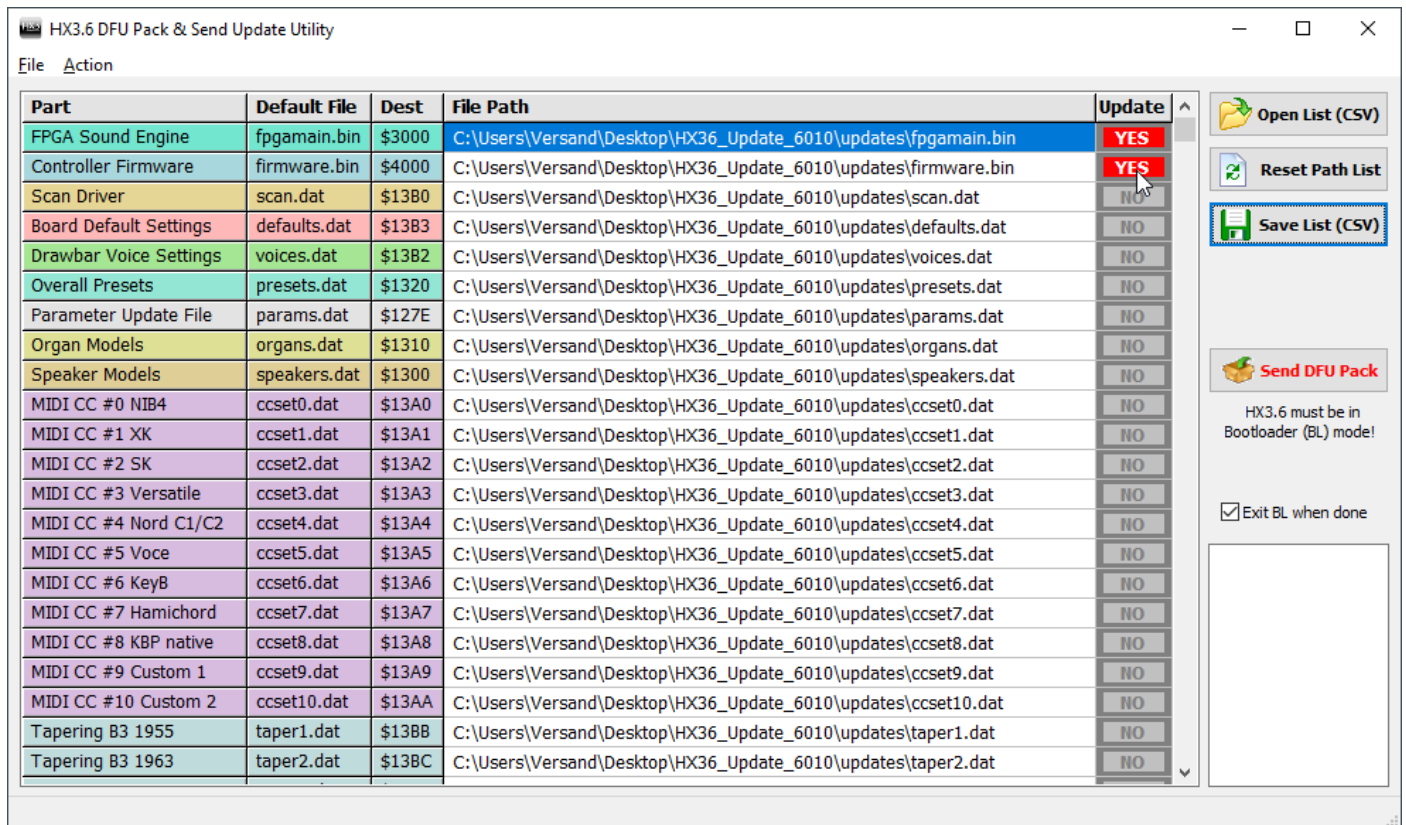 HX3.6 DFU Pack & Send Update Utility
File Action
Part Default File Dest File Path Update
FPGA Sound Engine fpgamain.bin $3000 C:\Users\Versand\Desktop\HX36_Update_6010\updates\fpgamain.bin YES
Controller Firmware firmware.bin $4000 C:\Users\Versand\Desktop\HX36_Update_6010\updates\firmware.bin YES
Scan Driver scan.dat $13B0 C:\Users\Versand\Desktop\HX36_Update_6010\updates\scan.dat NO
Board Default Settings defaults.dat $13B3 C:\Users\Versand\Desktop\HX36_Update_6010\updates\defaults.dat NO
Drawbar Voice Settings voices.dat $13B2 C:\Users\Versand\Desktop\HX36_Update_6010\updates\voices.dat NO
Overall Presets presets.dat $1320 C:\Users\Versand\Desktop\HX36_Update_6010\updates\presets.dat NO
Parameter Update File params.dat $127E C:\Users\Versand\Desktop\HX36_Update_6010\updates\params.dat NO
Organ Models organs.dat $1310 C:\Users\Versand\Desktop\HX36_Update_6010\updates\organs.dat NO
Speaker Models speakers.dat $1300 C:\Users\Versand\Desktop\HX36_Update_6010\updates\speakers.dat NO
MIDI CC #0 NIB4 ccset0.dat $13A0 C:\Users\Versand\Desktop\HX36_Update_6010\updates\ccset0.dat NO
MIDI CC #1 XK ccset1.dat $13A1 C:\Users\Versand\Desktop\HX36_Update_6010\updates\ccset1.dat NO
MIDI CC #2 SK ccset2.dat $13A2 C:\Users\Versand\Desktop\HX36_Update_6010\updates\ccset2.dat NO
MIDI CC #3 Versatile ccset3.dat $13A3 C:\Users\Versand\Desktop\HX36_Update_6010\updates\ccset3.dat NO
MIDI CC #4 Nord C1/C2 ccset4.dat $13A4 C:\Users\Versand\Desktop\HX36_Update_6010\updates\ccset4.dat NO
MIDI CC #5 Voce ccset5.dat $13A5 C:\Users\Versand\Desktop\HX36_Update_6010\updates\ccset5.dat NO
MIDI CC #6 KeyB ccset6.dat $13A6 C:\Users\Versand\Desktop\HX36_Update_6010\updates\ccset6.dat NO
MIDI CC #7 Hamichord ccset7.dat $13A7 C:\Users\Versand\Desktop\HX36_Update_6010\updates\ccset7.dat NO
MIDI CC #8 KBP native ccset8.dat $13A8 C:\Users\Versand\Desktop\HX36_Update_6010\updates\ccset8.dat NO
MIDI CC #9 Custom 1 ccset9.dat $13A9 C:\Users\Versand\Desktop\HX36_Update_6010\updates\ccset9.dat NO
MIDI CC #10 Custom 2 ccset10.dat $13AA C:\Users\Versand\Desktop\HX36_Update_6010\updates\ccset10.dat NO
Tapering B3 1955 taper1.dat $13BB C:\Users\Versand\Desktop\HX36_Update_6010\updates\taper1.dat NO
Tapering B3 1963 taper2.dat $13BC C:\Users\Versand\Desktop\HX36_Update_6010\updates\taper2.dat NO
Open List (CSV)
Reset Path List
Save List (CSV)
Send DFU Pack
HX3.6 must be in
Bootloader (BL) mode!
Exit BL when done